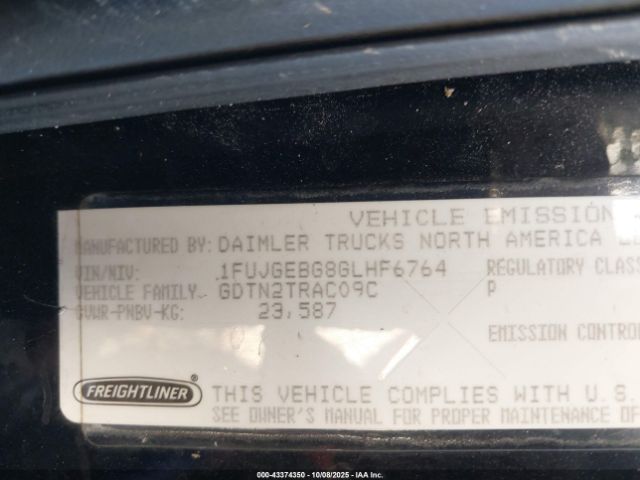 VEHICLE EMISSION
MANUFACTURED BY: DAIMLER TRUCKS NORTH AMERICA
VIN/NIV: 1FUJGEBG8GLHF6764 REGULATORY CLASS
VEHICLE FAMILY: GDTN2TRAC09C P
GVWR-PNBV-KG: 23,587
EMISSION CONTROL
FREIGHTLINER THIS VEHICLE COMPLIES WITH U.S.
SEE OWNER'S MANUAL FOR PROPER MAINTENANCE OF
000-43374350 | 10/08/2025 - IAA Inc.